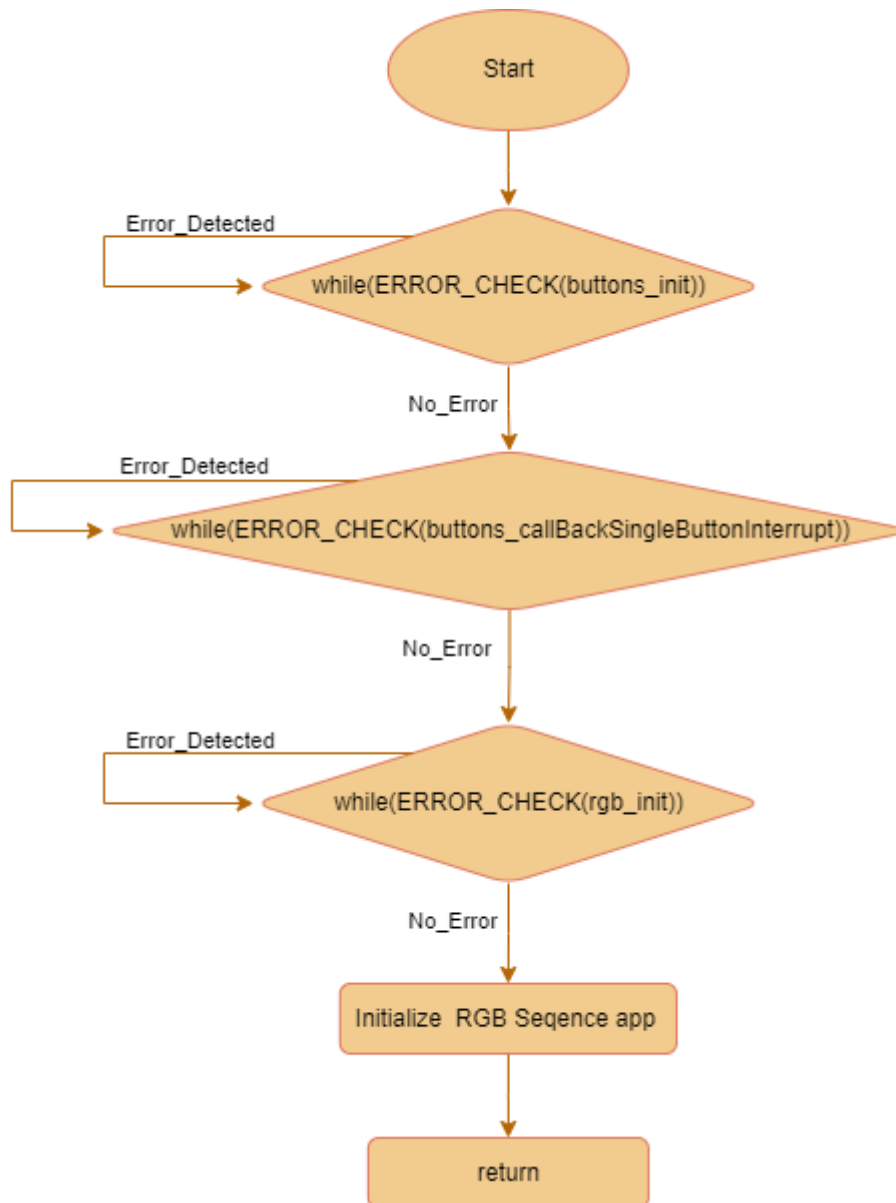 Start
Error_Detected
while(ERROR_CHECK(buttons_init))
No_Error
Error_Detected
while(ERROR_CHECK(buttons_callBackSingleButtonInterrupt))
No_Error
Error_Detected
while(ERROR_CHECK(rgb_init))
No_Error
Initialize RGB Seqence app
return